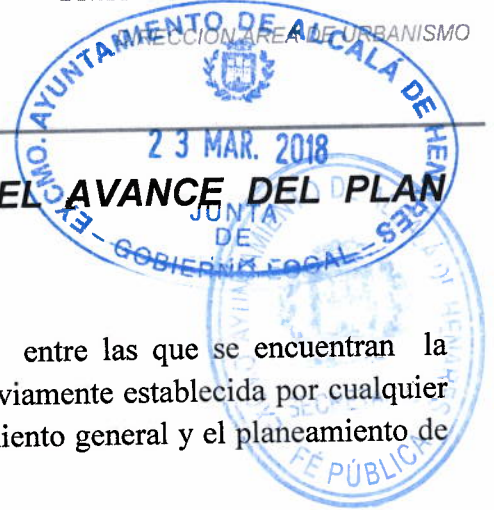 DIRECCIÓN ÁREA DE URBANISMO
EXCMO. AYUNTAMIENTO DE ALCALÁ DE HENARES
23 MAR. 2018
EL AVANCE DEL PLAN
JUNTA
DE
GOBIERNO LOCAL
entre las que se encuentran la
viamente establecida por cualquier
iento general y el planeamiento de
FÉ PÚBLICA